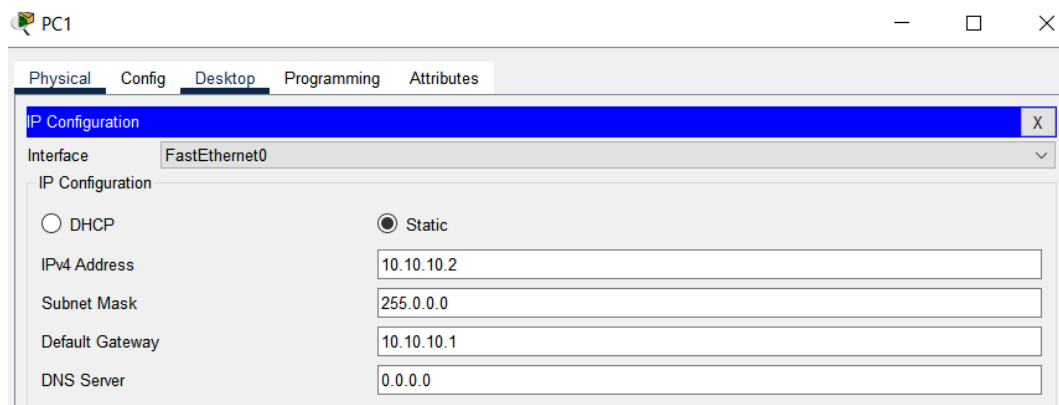 PC1
Physical Config Desktop Programming Attributes
IP Configuration X
Interface FastEthernet0
IP Configuration
DHCP Static
IPv4 Address 10.10.10.2
Subnet Mask 255.0.0.0
Default Gateway 10.10.10.1
DNS Server 0.0.0.0